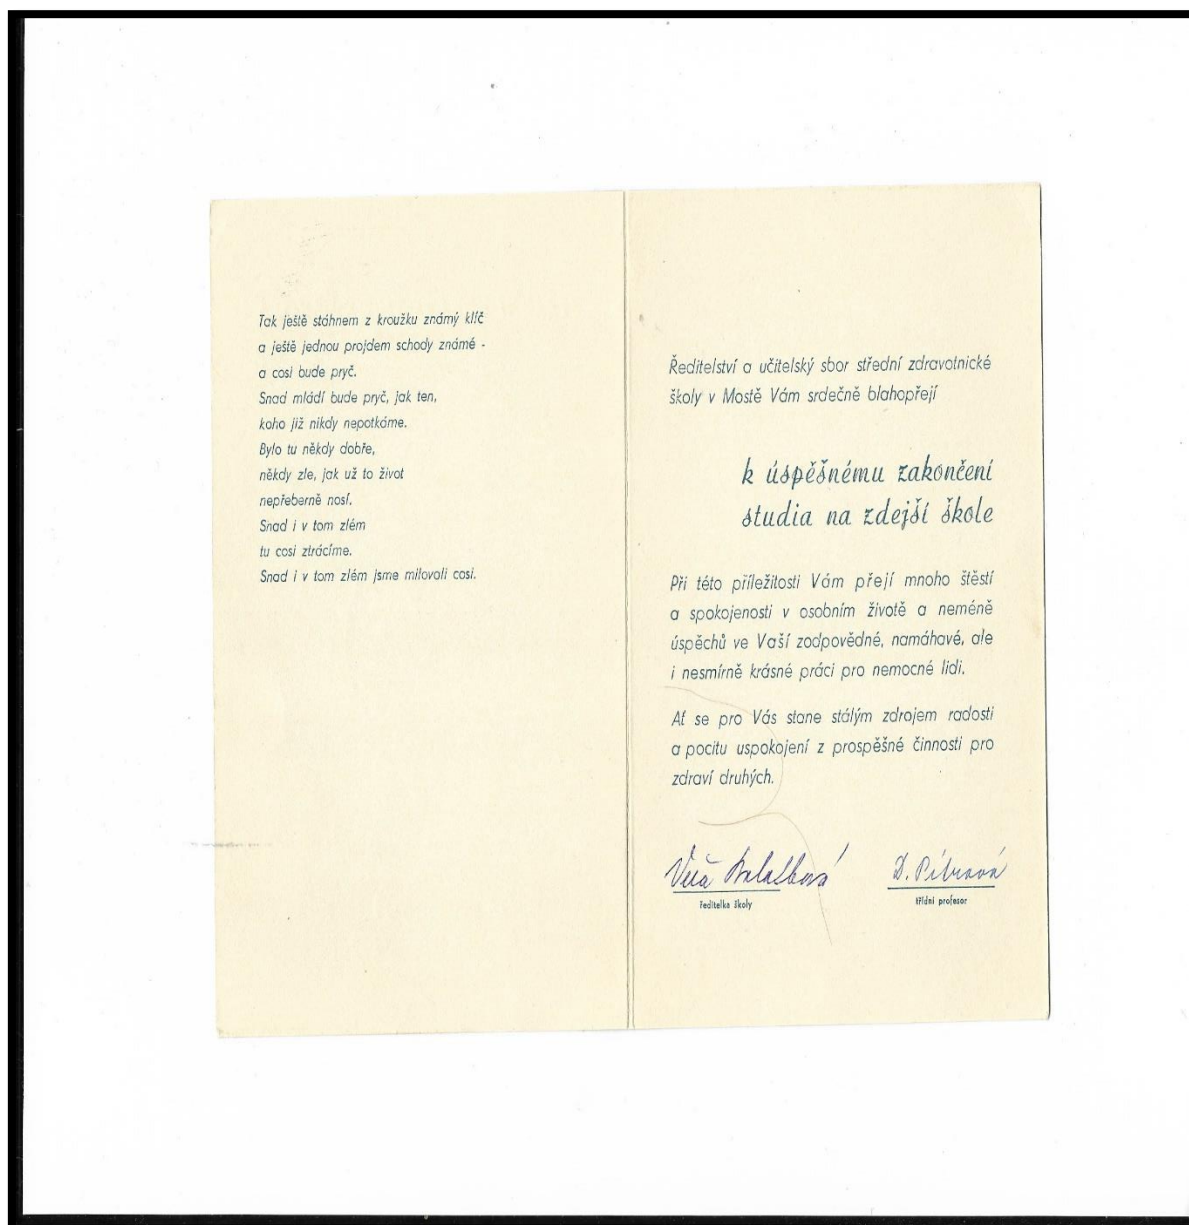 Tak ještě stáhnem z kroužku známý klíč
a ještě jednou projdem schody známé -
a cosi bude pryč.
Snad mládí bude pryč, jak ten,
koho již nikdy nepotkáme.
Bylo tu někdy dobře,
někdy zle, jak už to život
nepřeberně nosí.
Snad i v tom zlém
tu cosi ztrácíme.
Snad i v tom zlém jsme milovali cosi.
Ředitelství a učitelský sbor střední zdravotnické
školy v Mostě Vám srdečně blahopřejí
k úspěšnému zakončení
studia na zdejší škole
Při této příležitosti Vám přejí mnoho štěstí
a spokojenosti v osobním životě a neméně
úspěchů ve Vaší zodpovědné, namáhavé, ale
i nesmírně krásné práci pro nemocné lidi.
Ať se pro Vás stane stálým zdrojem radosti
a pocitu uspokojení z prospěšné činnosti pro
zdraví druhých.
Věra
D.
ředitelka školy
třídní profesor